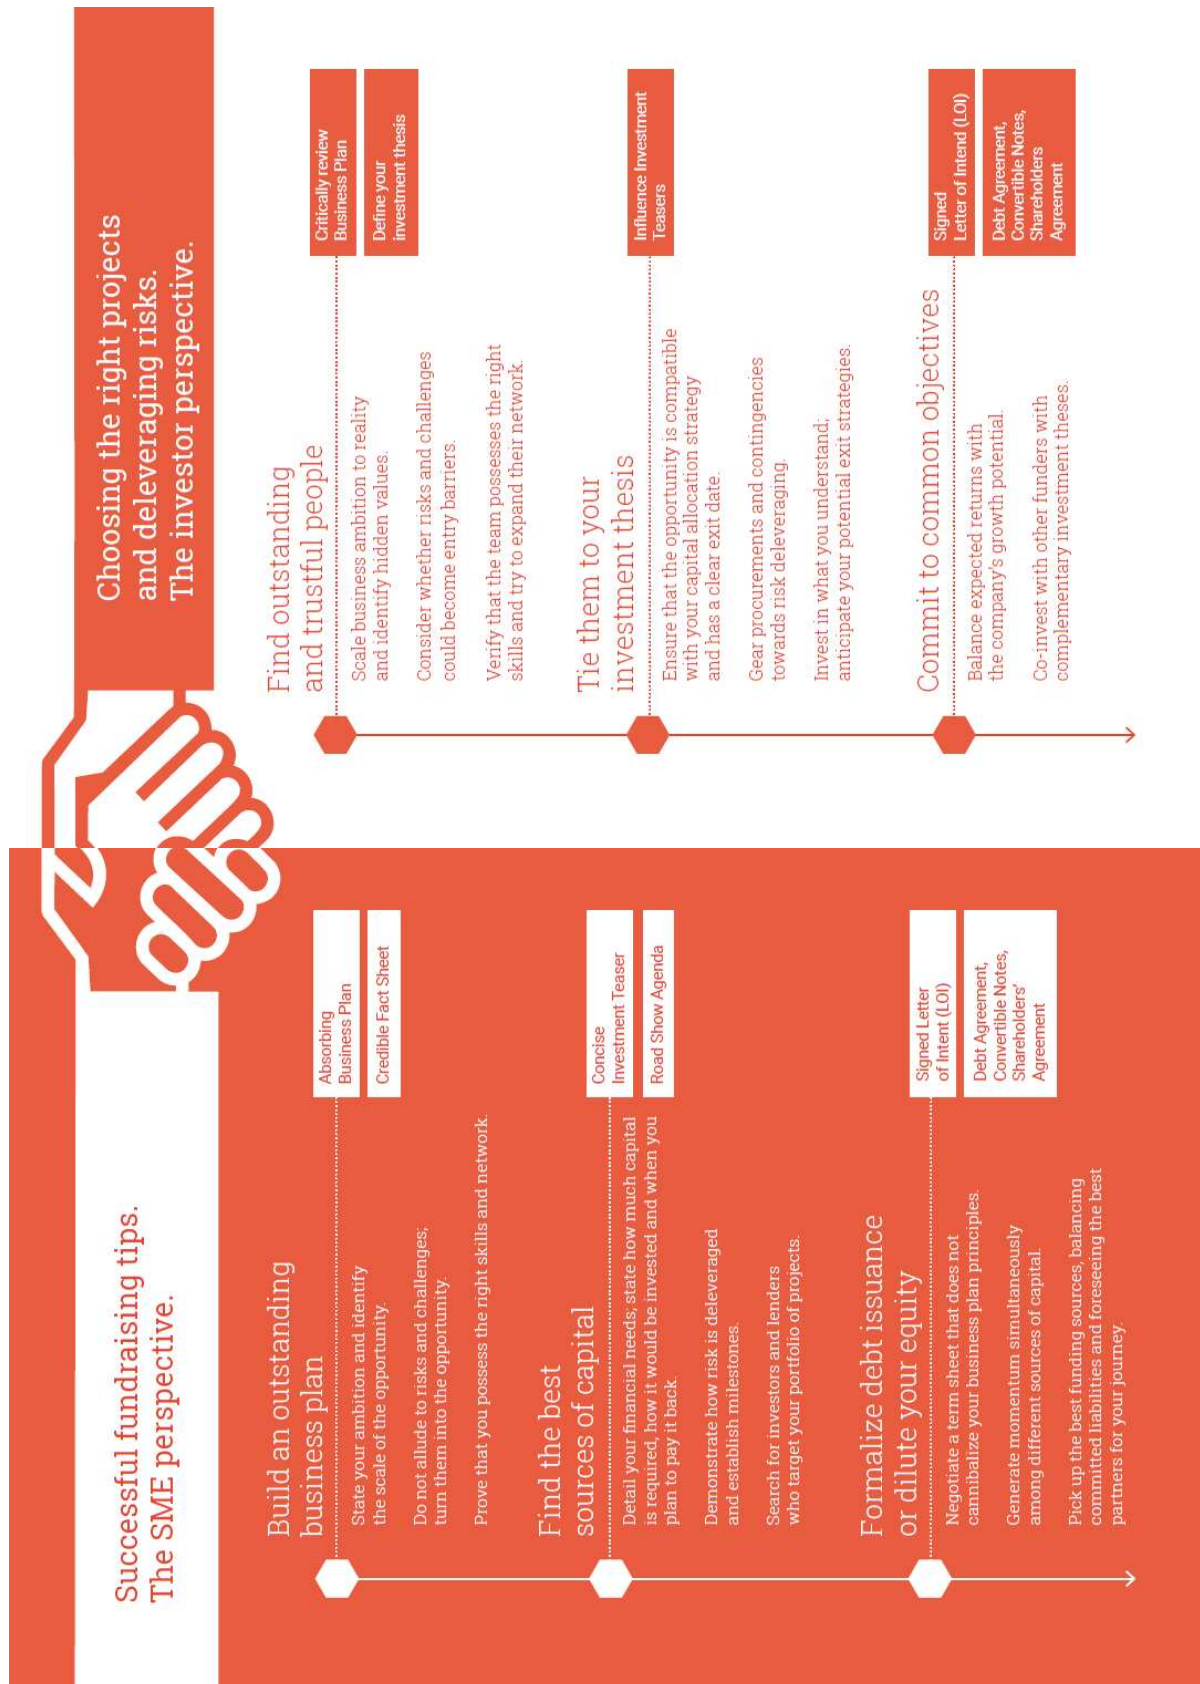 Successful fundraising tips.
The SME perspective.
Build an outstanding
business plan
State your ambition and identify
the scale of the opportunity.
Do not allude to risks and challenges;
turn them into the opportunity.
Prove that you possess the right skills and network.
Absorbing
Business Plan
Credible Fact Sheet
Find the best
sources of capital
Detail your financial needs; state how much capital
is required, how it would be invested and when you
plan to pay it back.
Demonstrate how risk is deleveraged
and establish milestones.
Search for investors and lenders
who target your portfolio of projects.
Concise
Investment Teaser
Road Show Agenda
Formalize debt issuance
or dilute your equity
Negotiate a term sheet that does not
cannibalize your business plan principles.
Generate momentum simultaneously
among different sources of capital.
Pick up the best funding sources, balancing
committed liabilities and foreseeing the best
partners for your journey.
Signed Letter
of Intent (LOI)
Debt Agreement,
Convertible Notes,
Shareholders'
Agreement
Choosing the right projects
and deleveraging risks.
The investor perspective.
Find outstanding
and trustful people
Scale business ambition to reality
and identify hidden values.
Consider whether risks and challenges
could become entry barriers.
Verify that the team possesses the right
skills and try to expand their network.
Critically review
Business Plan
Define your
investment thesis
Tie them to your
investment thesis
Ensure that the opportunity is compatible
with your capital allocation strategy
and has a clear exit date.
Gear procurements and contingencies
towards risk deleveraging.
Invest in what you understand;
anticipate your potential exit strategies.
Influence Investment
Teasers
Commit to common objectives
Balance expected returns with
the company's growth potential.
Co-invest with other funders with
complementary investment theses.
Signed
Letter of Intend (LOI)
Debt Agreement,
Convertible Notes,
Shareholders
Agreement